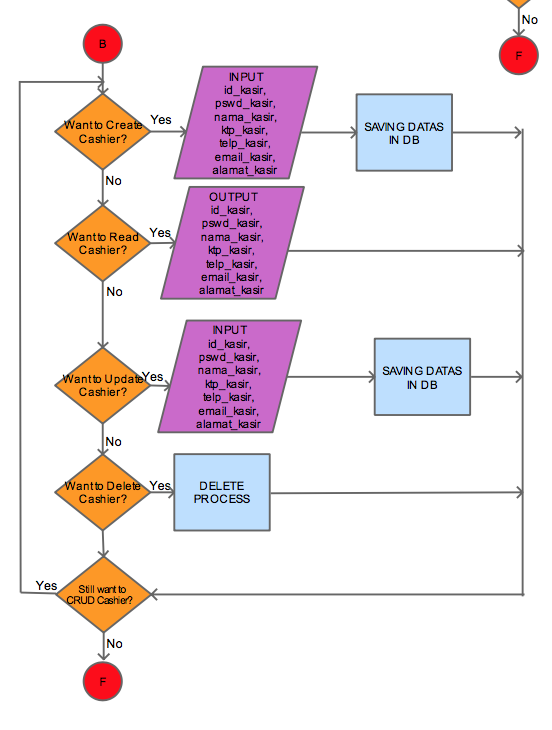 No
F
B
Want to Create
Cashier?
Yes
INPUT
id_kasir,
pswd_kasir,
nama_kasir,
ktp_kasir,
telp_kasir,
email_kasir,
alamat_kasir
SAVING DATAS
IN DB
No
Want to Read
Cashier?
Yes
OUTPUT
id_kasir,
pswd_kasir,
nama_kasir,
ktp_kasir,
telp_kasir,
email_kasir,
alamat_kasir
No
Want to Update
Cashier?
Yes
INPUT
id_kasir,
pswd_kasir,
nama_kasir,
ktp_kasir,
telp_kasir,
email_kasir,
alamat_kasir
SAVING DATAS
IN DB
No
Want to Delete
Cashier?
Yes
DELETE
PROCESS
Still want to
CRUD Cashier?
Yes
No
F